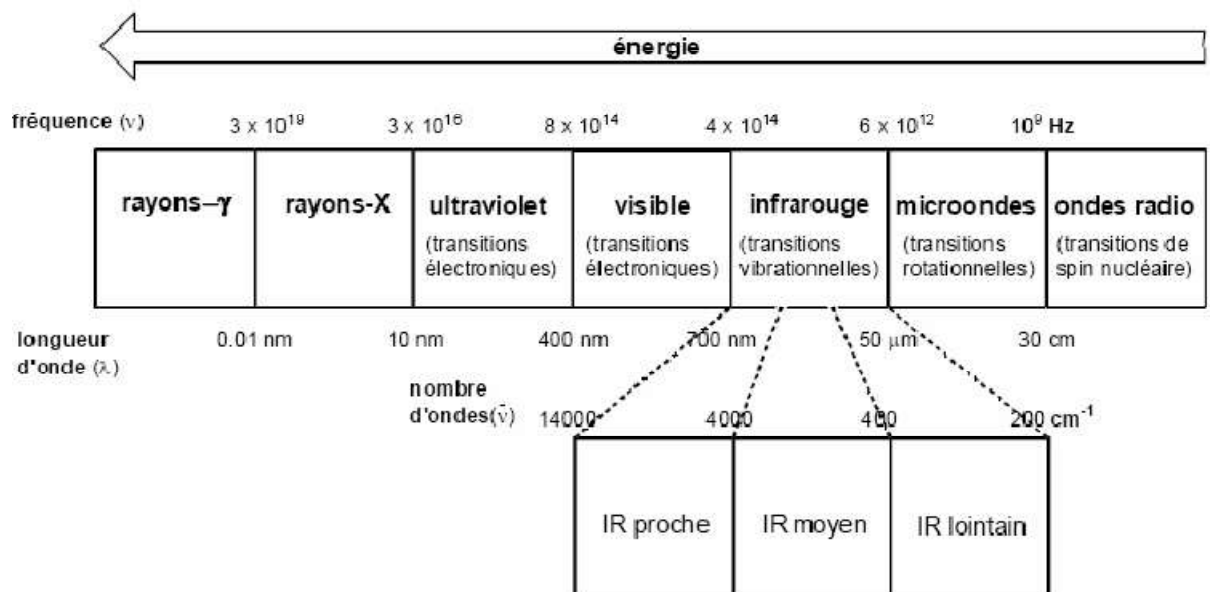 énergie
fréquence (ν) 3 x 10¹⁹ 3 x 10¹⁶ 8 x 10¹⁴ 4 x 10¹⁴ 6 x 10¹² 10⁹ Hz
rayons–γ rayons-X ultraviolet visible infrarouge microondes ondes radio
(transitions (transitions (transitions (transitions (transitions de
électroniques) électroniques) vibrationnelles) rotationnelles) spin nucléaire)
longueur 0.01 nm 10 nm 400 nm 700 nm 50 μm 30 cm
d'onde (λ)
nombre
d'ondes(ν̄) 14000 4000 400 200 cm⁻¹
IR proche IR moyen IR lointain